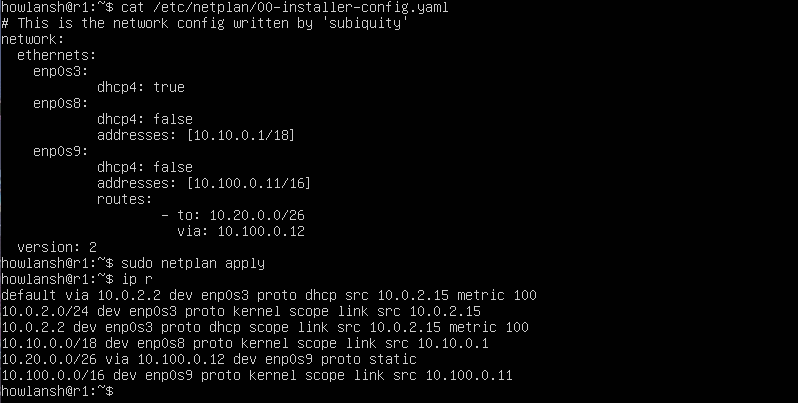 howlansh@r1:~$ cat /etc/netplan/00-installer-config.yaml
# This is the network config written by 'subiquity'
network:
  ethernets:
    enp0s3:
            dhcp4: true
    enp0s8:
            dhcp4: false
            addresses: [10.10.0.1/18]
    enp0s9:
            dhcp4: false
            addresses: [10.100.0.11/16]
            routes:
                    - to: 10.20.0.0/26
                      via: 10.100.0.12
  version: 2
howlansh@r1:~$ sudo netplan apply
howlansh@r1:~$ ip r
default via 10.0.2.2 dev enp0s3 proto dhcp src 10.0.2.15 metric 100
10.0.2.0/24 dev enp0s3 proto kernel scope link src 10.0.2.15
10.0.2.2 dev enp0s3 proto dhcp scope link src 10.0.2.15 metric 100
10.10.0.0/18 dev enp0s8 proto kernel scope link src 10.10.0.1
10.20.0.0/26 via 10.100.0.12 dev enp0s9 proto static
10.100.0.0/16 dev enp0s9 proto kernel scope link src 10.100.0.11
howlansh@r1:~$